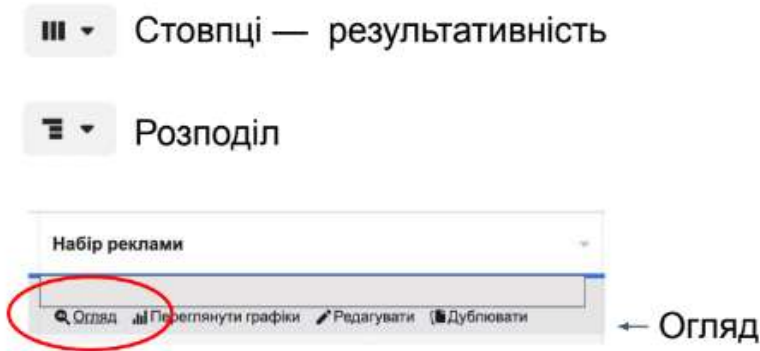 Стовпці — результативність
Розподіл
Набір реклами
Огляд Переглянути графіки Редагувати Дублювати
← Огляд